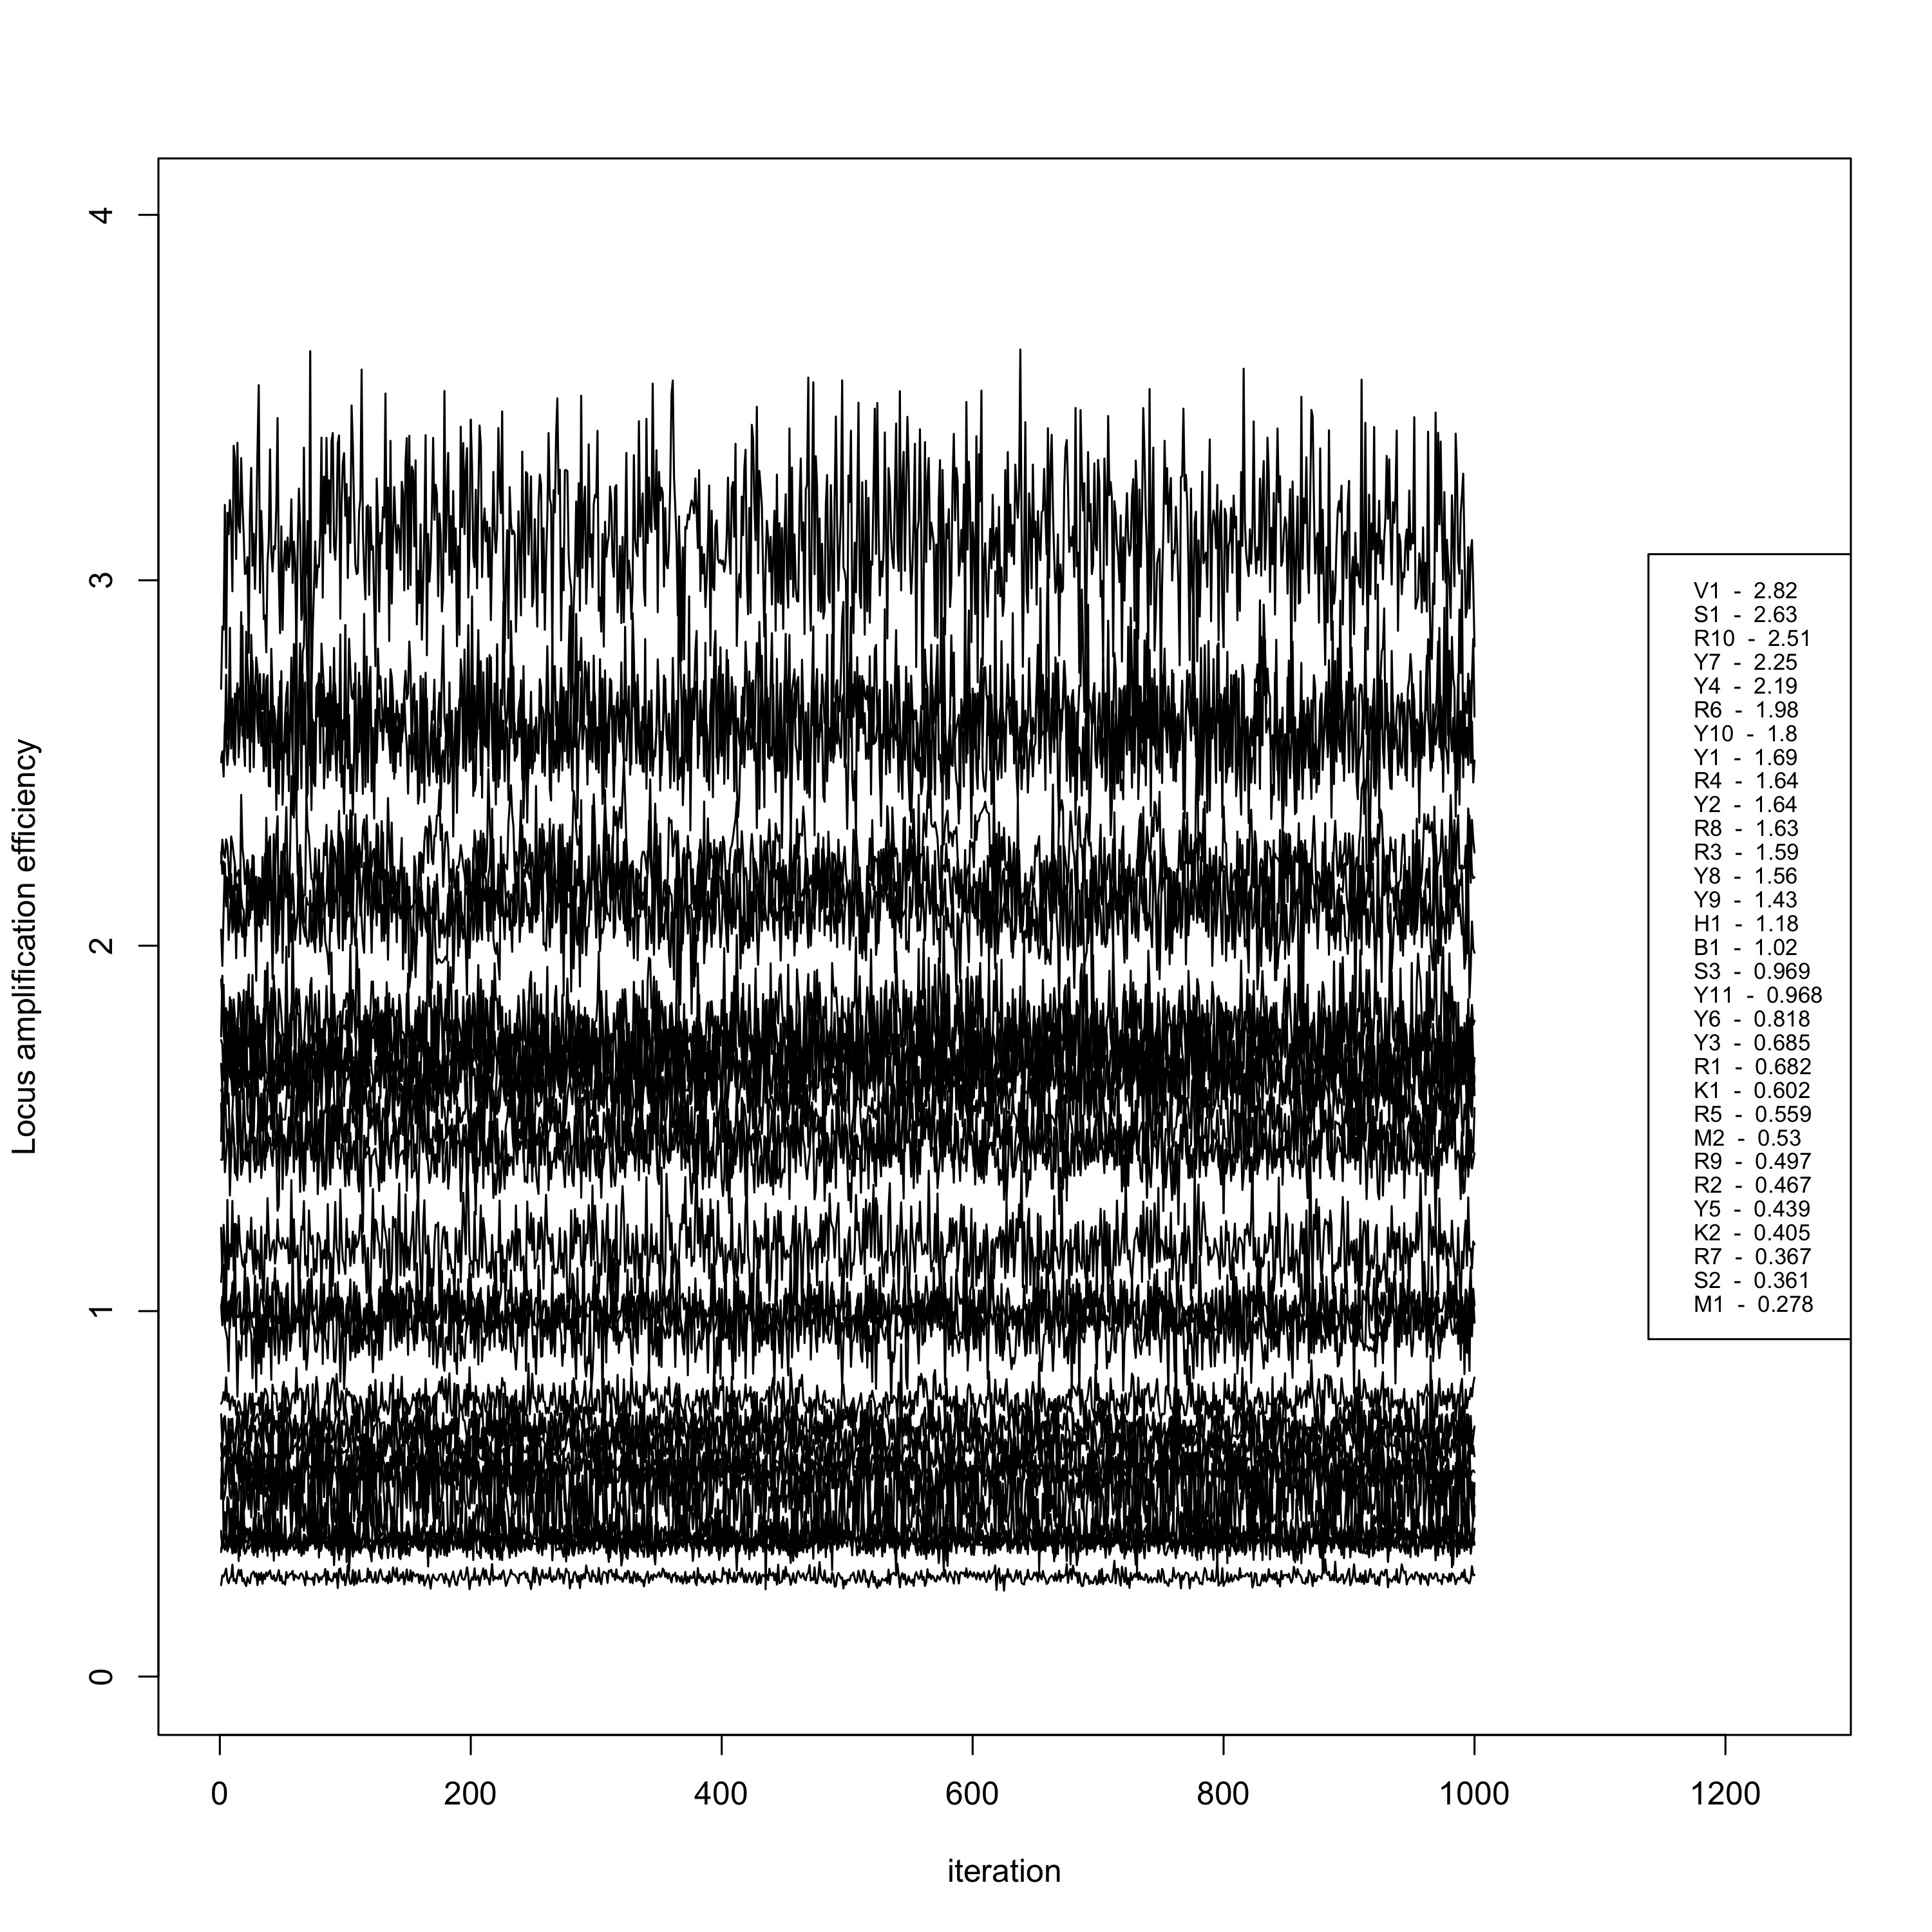 Locus amplification efficiency
4
3
2
1
0
V1 - 2.82
S1 - 2.63
R10 - 2.51
Y7 - 2.25
Y4 - 2.19
R6 - 1.98
Y10 - 1.8
Y1 - 1.69
R4 - 1.64
Y2 - 1.64
R8 - 1.63
R3 - 1.59
Y8 - 1.56
Y9 - 1.43
H1 - 1.18
B1 - 1.02
S3 - 0.969
Y11 - 0.968
Y6 - 0.818
Y3 - 0.685
R1 - 0.682
K1 - 0.602
R5 - 0.559
M2 - 0.53
R9 - 0.497
R2 - 0.467
Y5 - 0.439
K2 - 0.405
R7 - 0.367
S2 - 0.361
M1 - 0.278
0 200 400 600 800 1000 1200
iteration